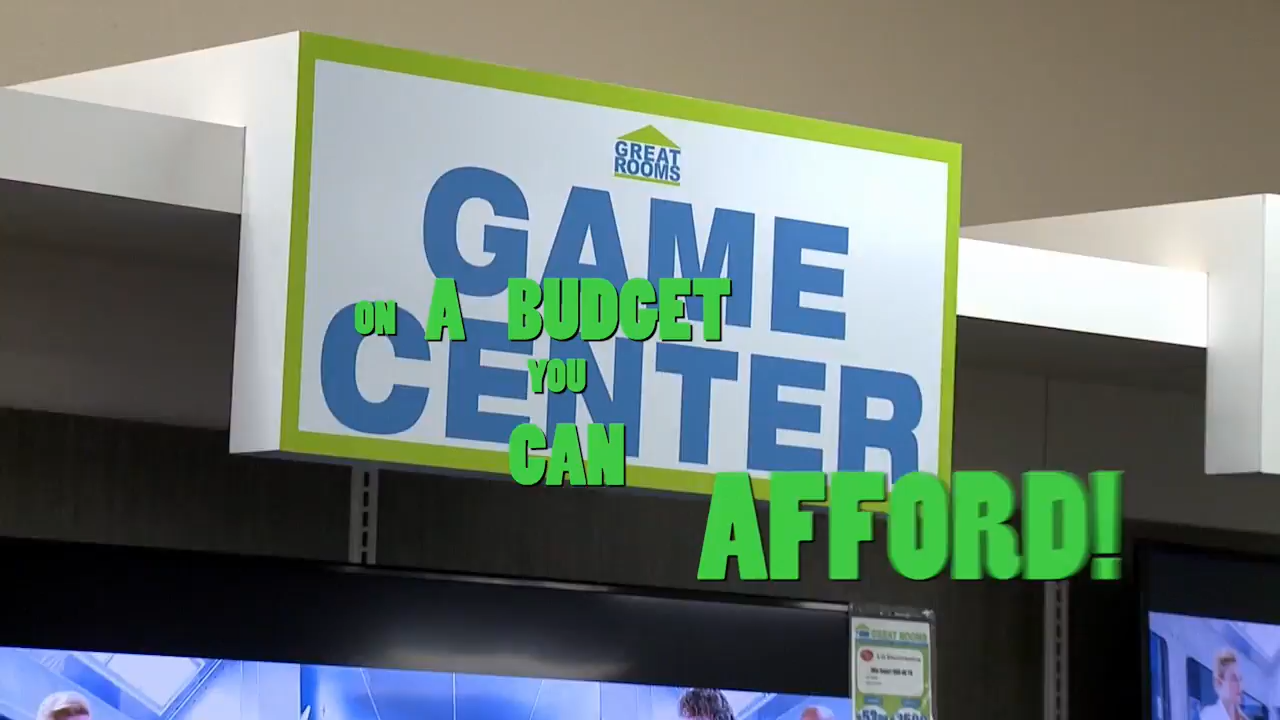 GREAT
ROOMS
GAME
CENTER
ON A BUDGET
YOU
CAN
AFFORD!
GREAT ROOMS